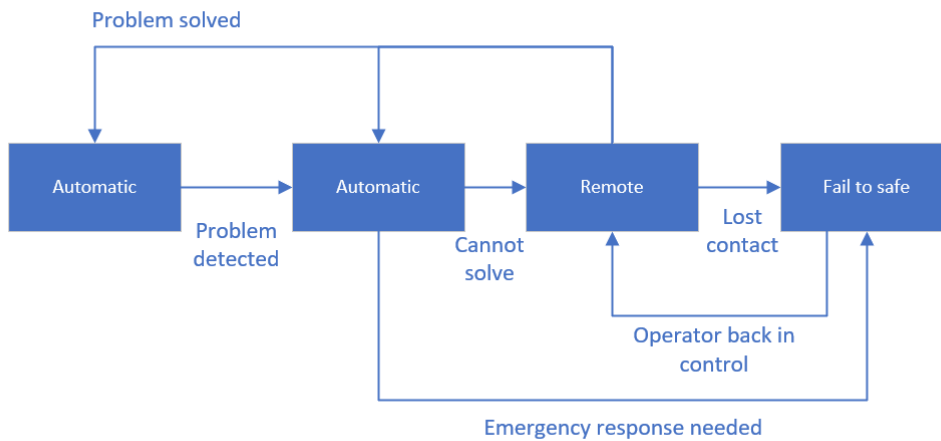 Problem solved
Automatic
Automatic
Remote
Fail to safe
Problem
detected
Cannot
solve
Lost
contact
Operator back in
control
Emergency response needed